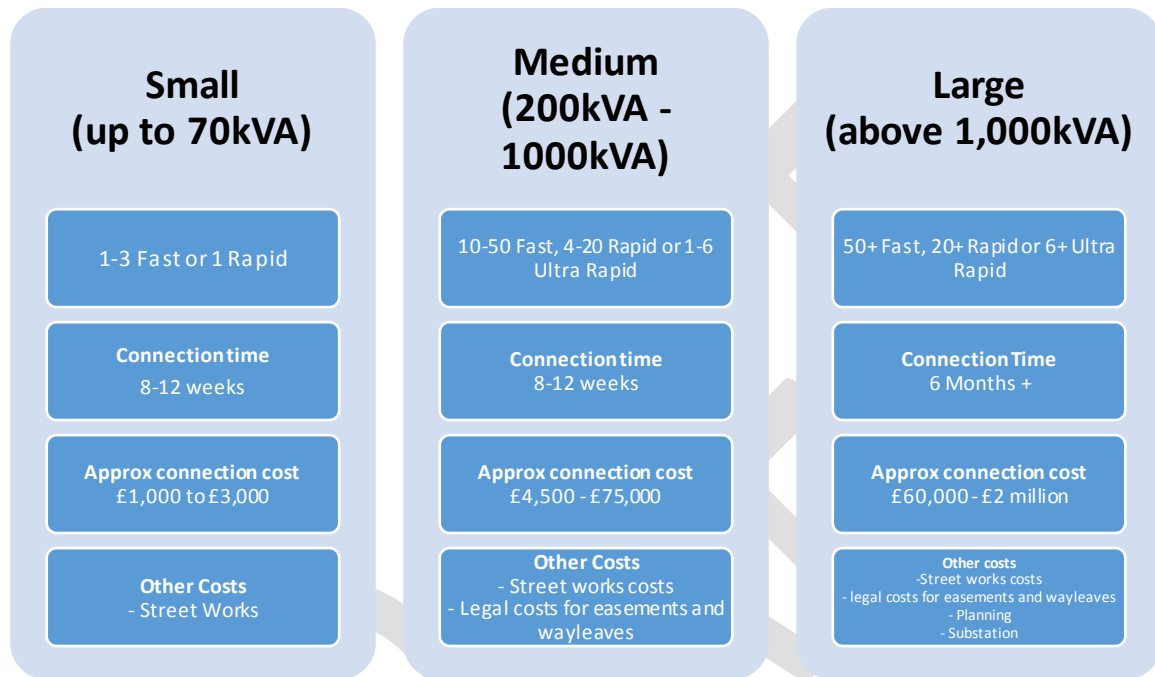 Small
(up to 70kVA)
1-3 Fast or 1 Rapid
Connection time
8-12 weeks
Approx connection cost
£1,000 to £3,000
Other Costs
- Street Works
Medium
(200kVA -
1000kVA)
10-50 Fast, 4-20 Rapid or 1-6
Ultra Rapid
Connection time
8-12 weeks
Approx connection cost
£4,500 - £75,000
Other Costs
- Street works costs
- Legal costs for easements and
wayleaves
Large
(above 1,000kVA)
50+ Fast, 20+ Rapid or 6+ Ultra
Rapid
Connection Time
6 Months +
Approx connection cost
£60,000 - £2 million
Other costs
-Street works costs
- legal costs for easements and wayleaves
- Planning
- Substation